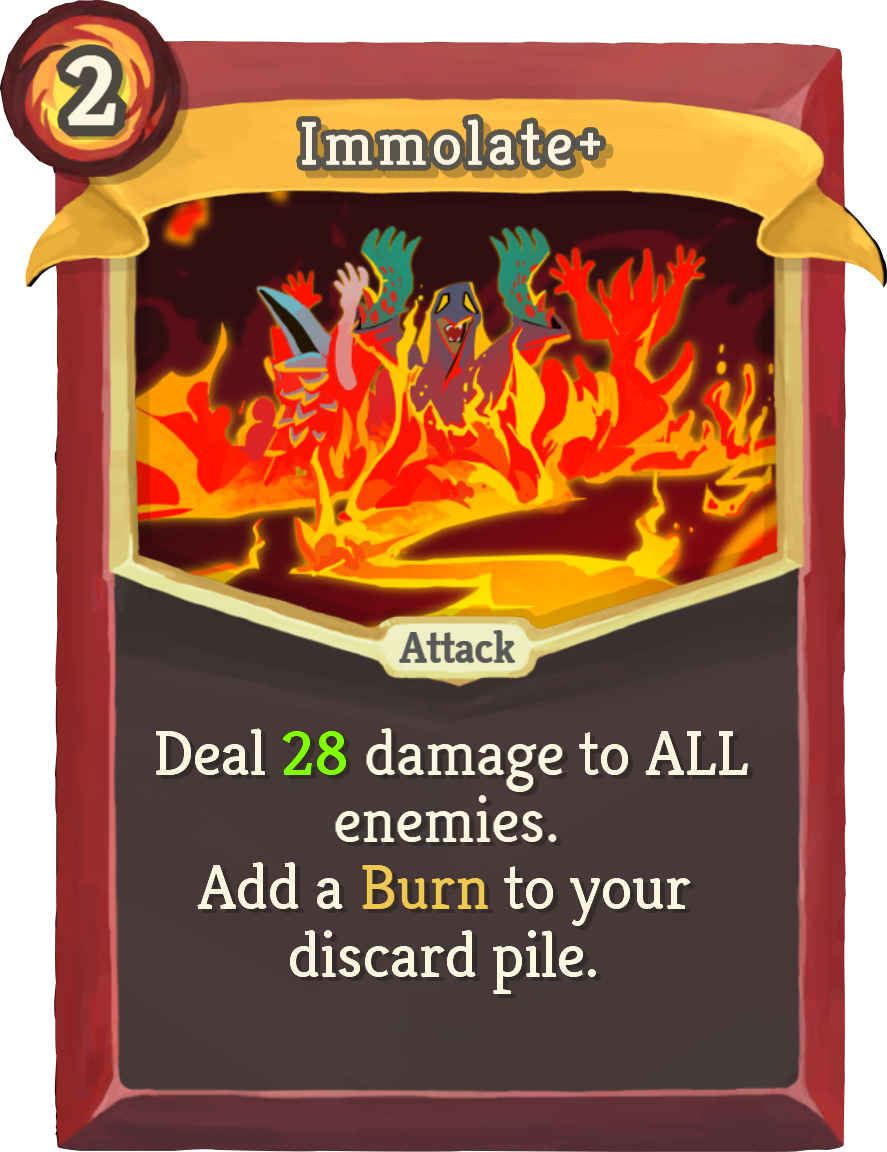 2
Immolate+
Attack
Deal 28 damage to ALL
enemies.
Add a Burn to your
discard pile.